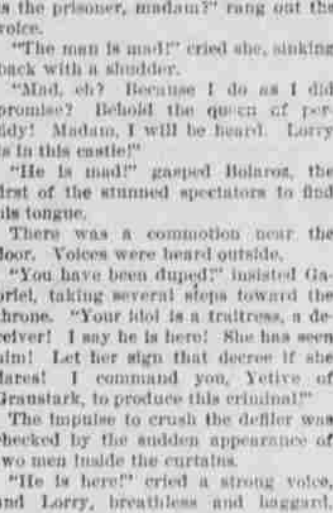 is the prisoner, madam?" rang out the
voice.
"The man is mad!" cried she, sinking
back with a shudder.
"Mad, eh? Because I do as I did
promise? Behold the queen of per-
fidy! Madam, I will be heard. Lorry
is in this castle!"
"He is mad!" gasped Bolaroz, the
first of the stunned spectators to find
his tongue.
There was a commotion near the
door. Voices were heard outside.
"You have been duped!" insisted Ga-
briel, taking several steps toward the
throne. "Your idol is a traitress, a de-
ceiver! I say he is here! She has seen
him! Let her sign that decree if she
dares! I command you, Yetive of
Graustark, to produce this criminal!"
The impulse to crush the defiler was
checked by the sudden appearance of
two men inside the curtains.
"He is here!" cried a strong voice,
and Lorry, breathless and haggard,